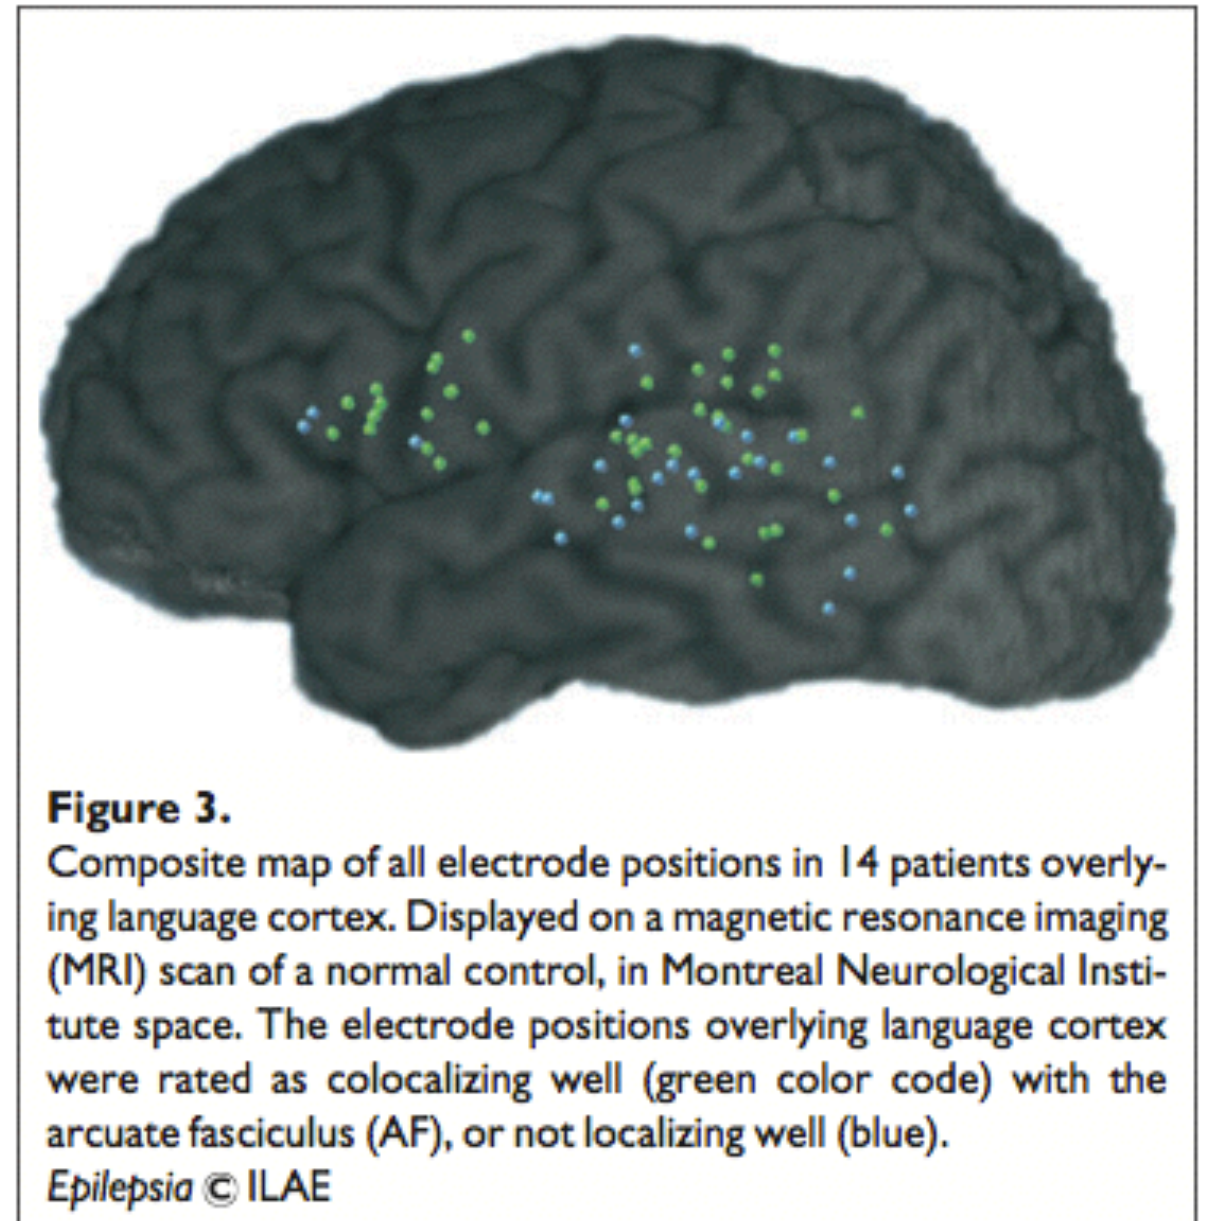 Figure 3.
Composite map of all electrode positions in 14 patients overly-
ing language cortex. Displayed on a magnetic resonance imaging
(MRI) scan of a normal control, in Montreal Neurological Insti-
tute space. The electrode positions overlying language cortex
were rated as colocalizing well (green color code) with the
arcuate fasciculus (AF), or not localizing well (blue).
Epilepsia © ILAE